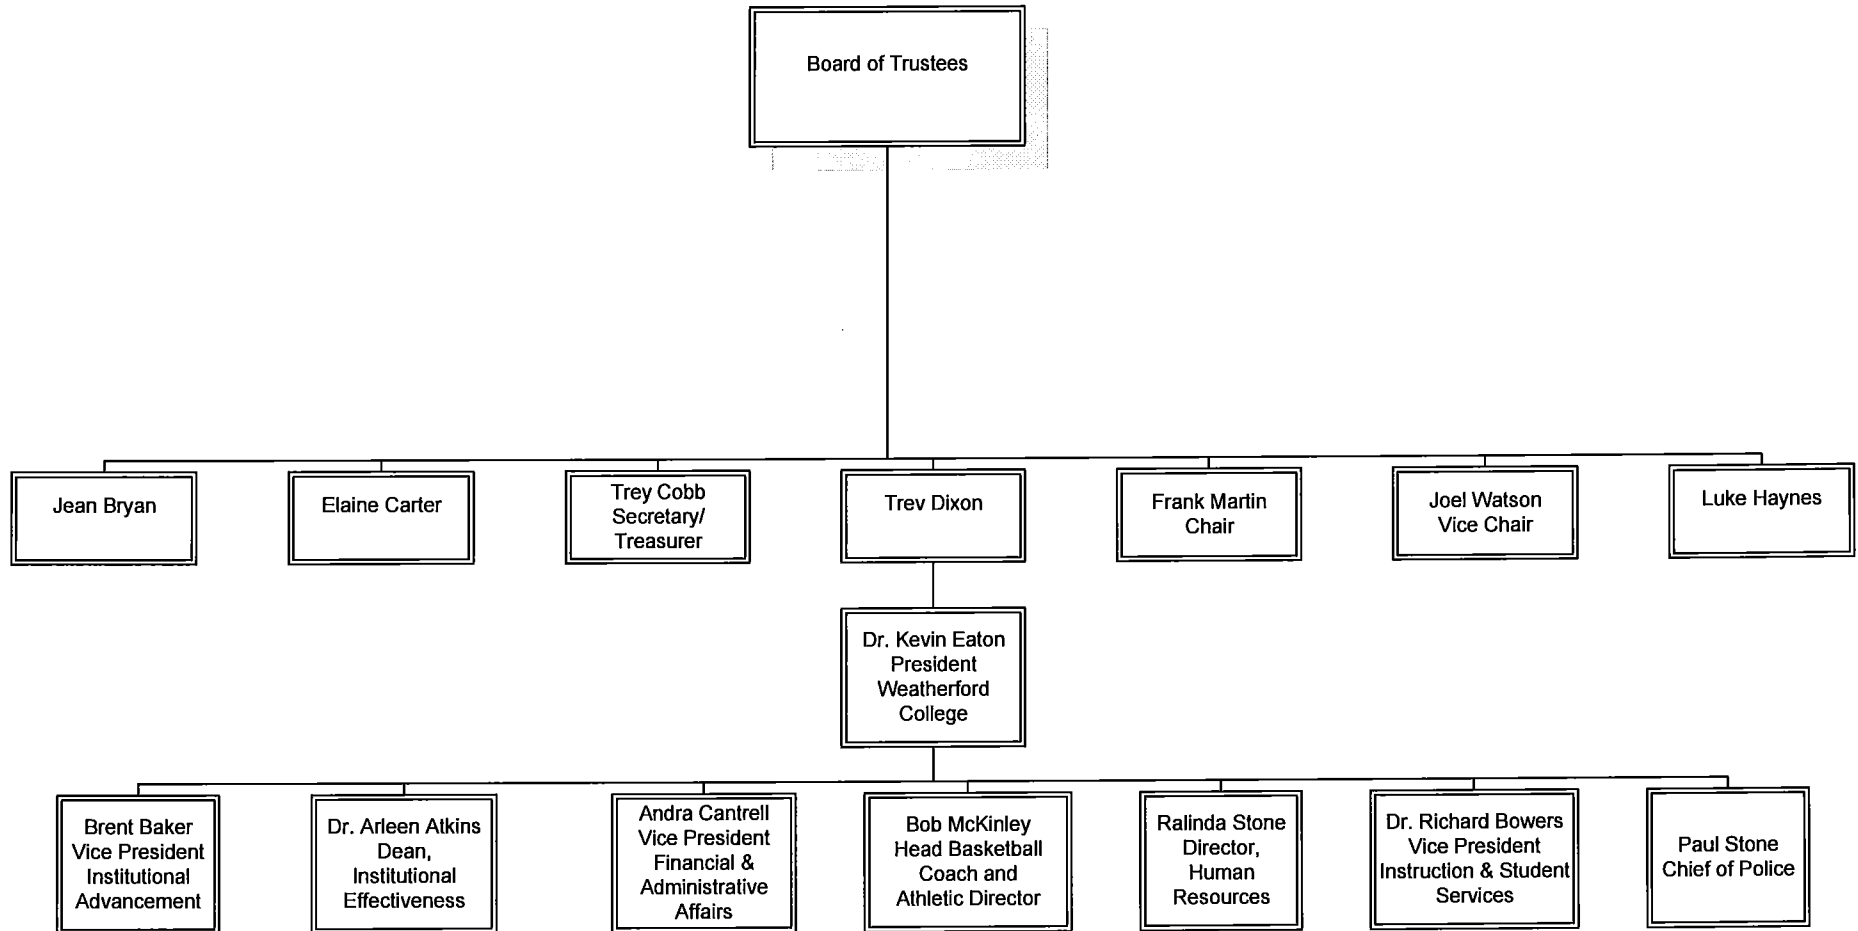 Board of Trustees
Jean Bryan
Elaine Carter
Trey Cobb
Secretary/
Treasurer
Trev Dixon
Frank Martin
Chair
Joel Watson
Vice Chair
Luke Haynes
Dr. Kevin Eaton
President
Weatherford
College
Brent Baker
Vice President
Institutional
Advancement
Dr. Arleen Atkins
Dean,
Institutional
Effectiveness
Andra Cantrell
Vice President
Financial &
Administrative
Affairs
Bob McKinley
Head Basketball
Coach and
Athletic Director
Ralinda Stone
Director,
Human
Resources
Dr. Richard Bowers
Vice President
Instruction & Student
Services
Paul Stone
Chief of Police